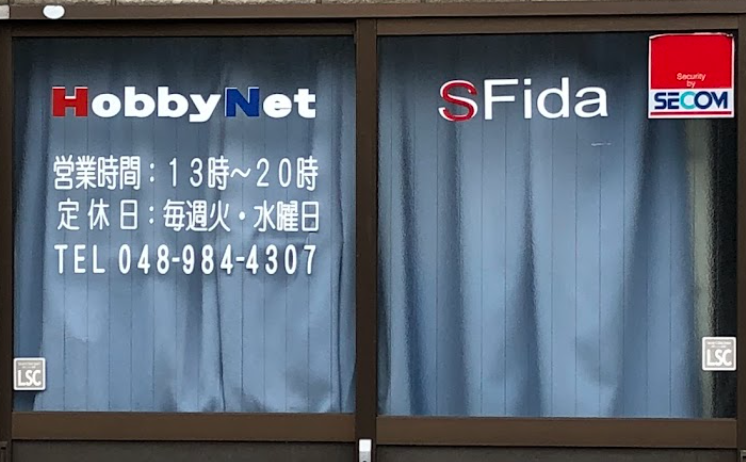 HobbyNet
営業時間：13時～20時
定休日：毎週火・水曜日
TEL 048-984-4307
SFida
Security
by
SECOM
LSC
LSC